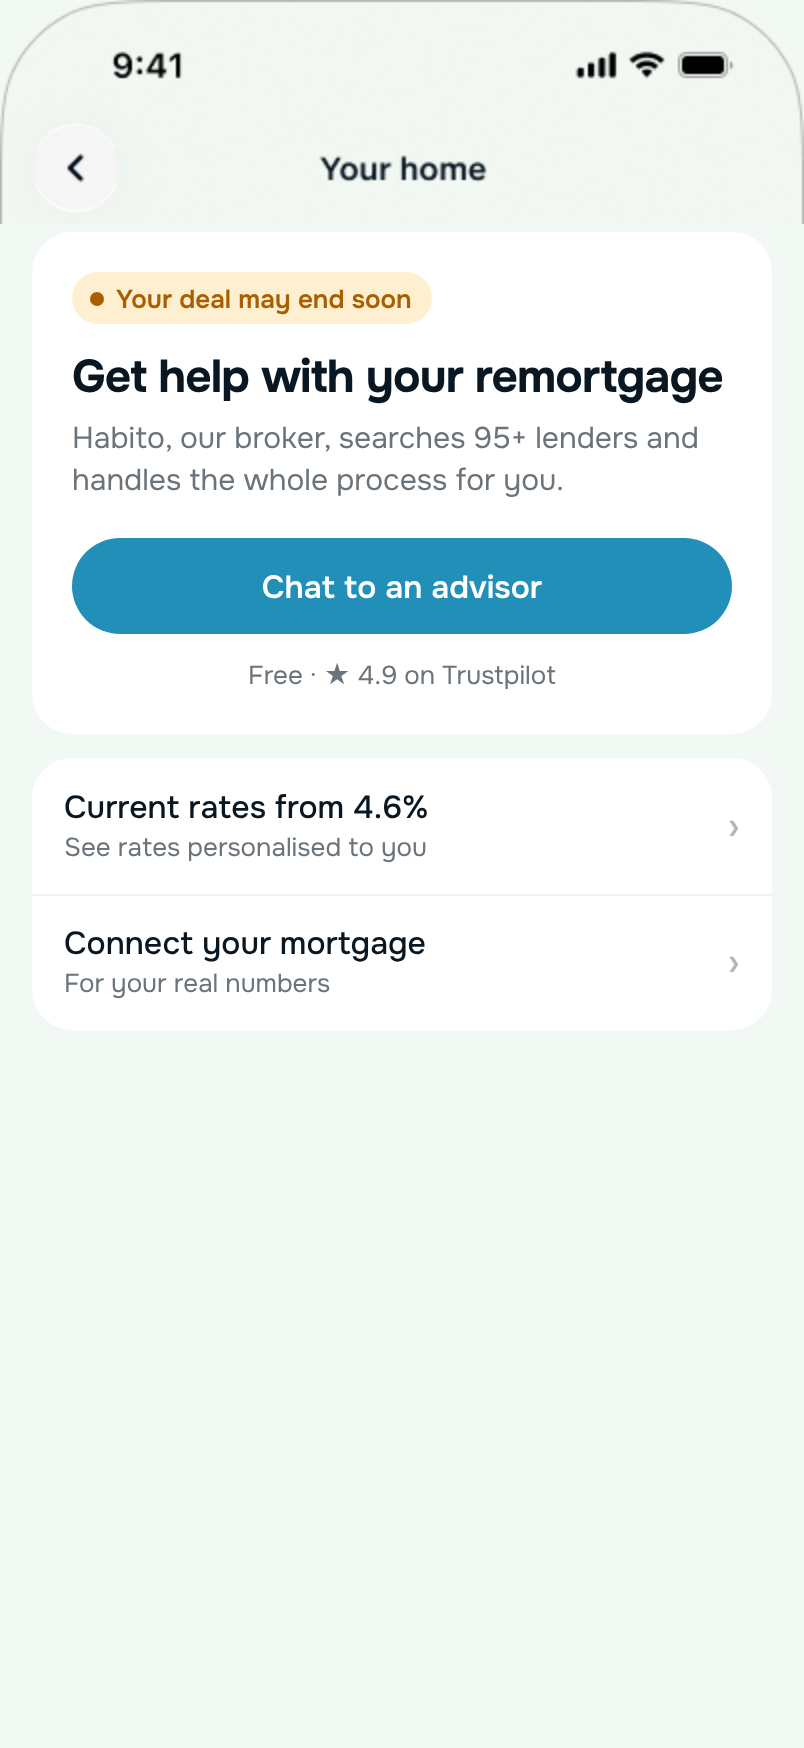 9:41
Your home
Your deal may end soon
Get help with your remortgage
Habito, our broker, searches 95+ lenders and
handles the whole process for you.
Chat to an advisor
Free · ★ 4.9 on Trustpilot
Current rates from 4.6%
See rates personalised to you
Connect your mortgage
For your real numbers